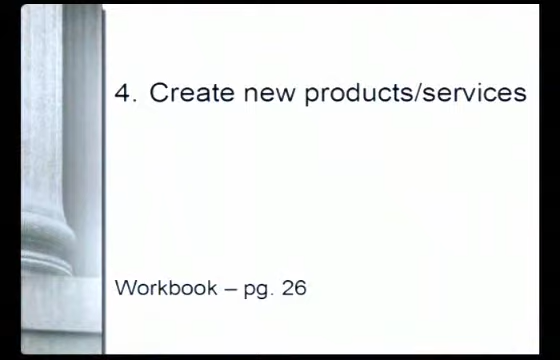 4. Create new products/services
Workbook – pg. 26